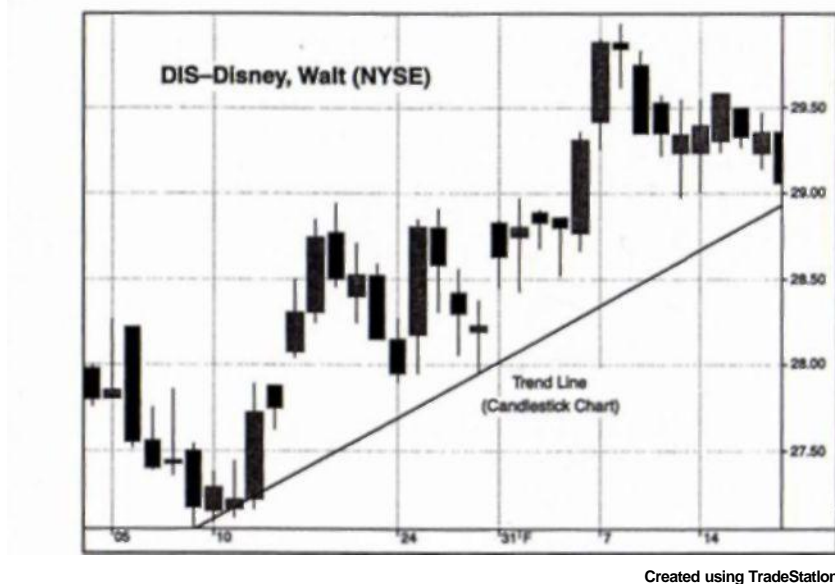 DIS–Disney, Walt (NYSE)
29.50
29.00
28.50
28.00
Trend Line
(Candlestick Chart)
27.50
'05 10 24 31'F 7 14
Created using TradeStation